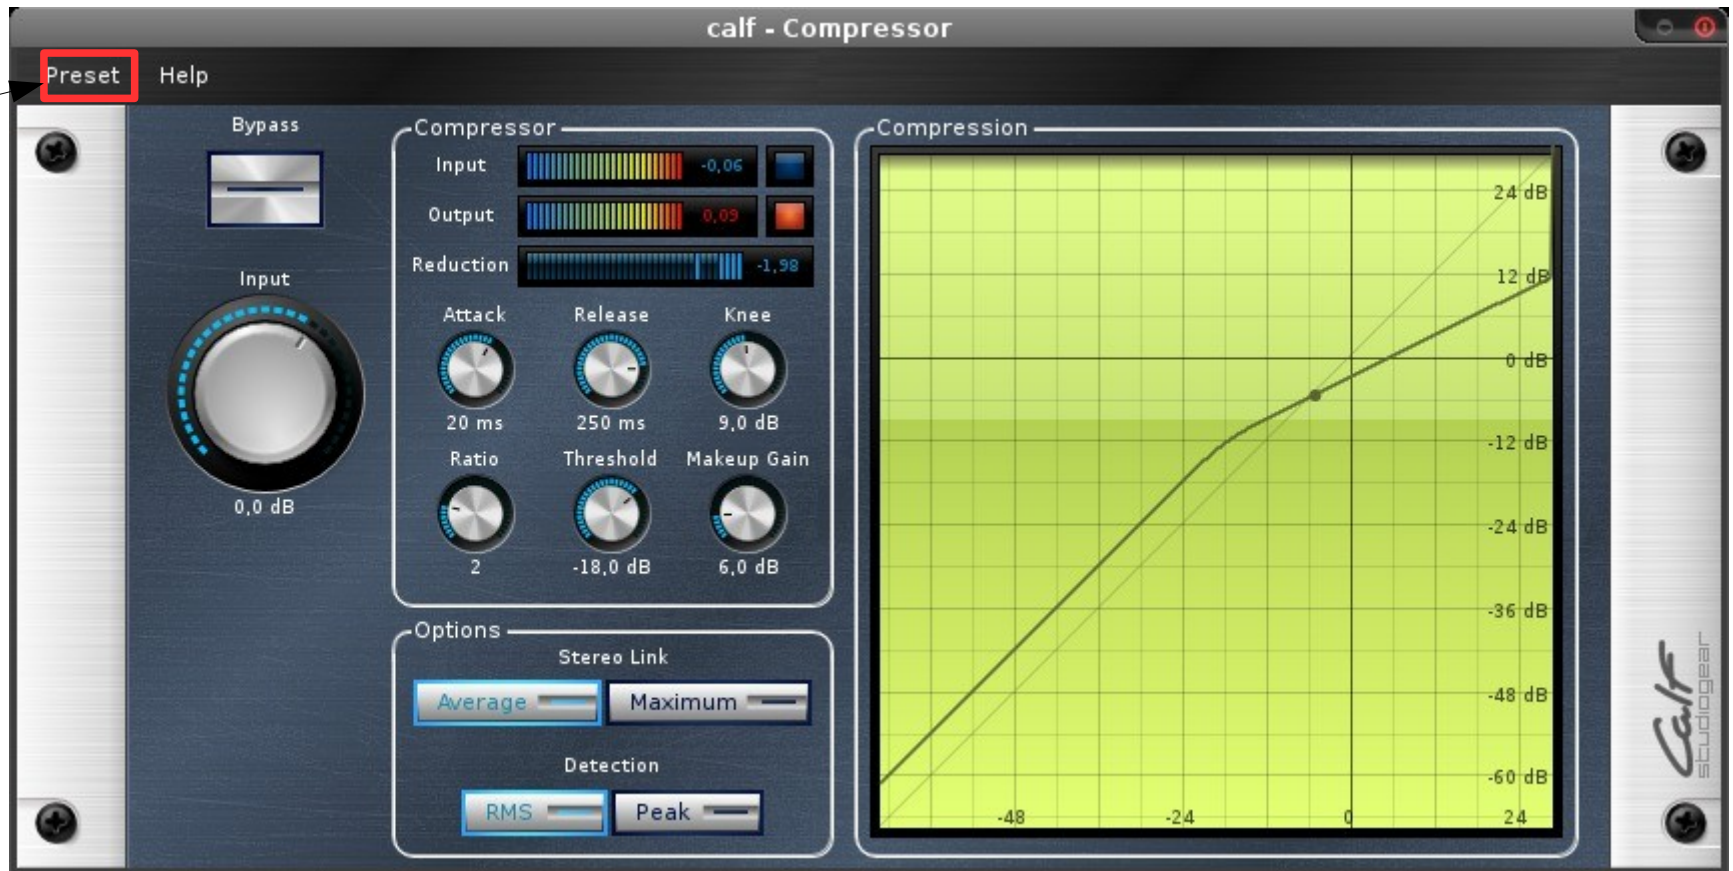 calf - Compressor
Preset Help
Bypass
Input
0,0 dB
Compressor
Input -0,06
Output 0,09
Reduction -1,98
Attack Release Knee
20 ms 250 ms 9,0 dB
Ratio Threshold Makeup Gain
2 -18,0 dB 6,0 dB
Options
Stereo Link
Average Maximum
Detection
RMS Peak
Compression
24 dB
12 dB
0 dB
-12 dB
-24 dB
-36 dB
-48 dB
-60 dB
-48 -24 0 24
Calf
studiogear